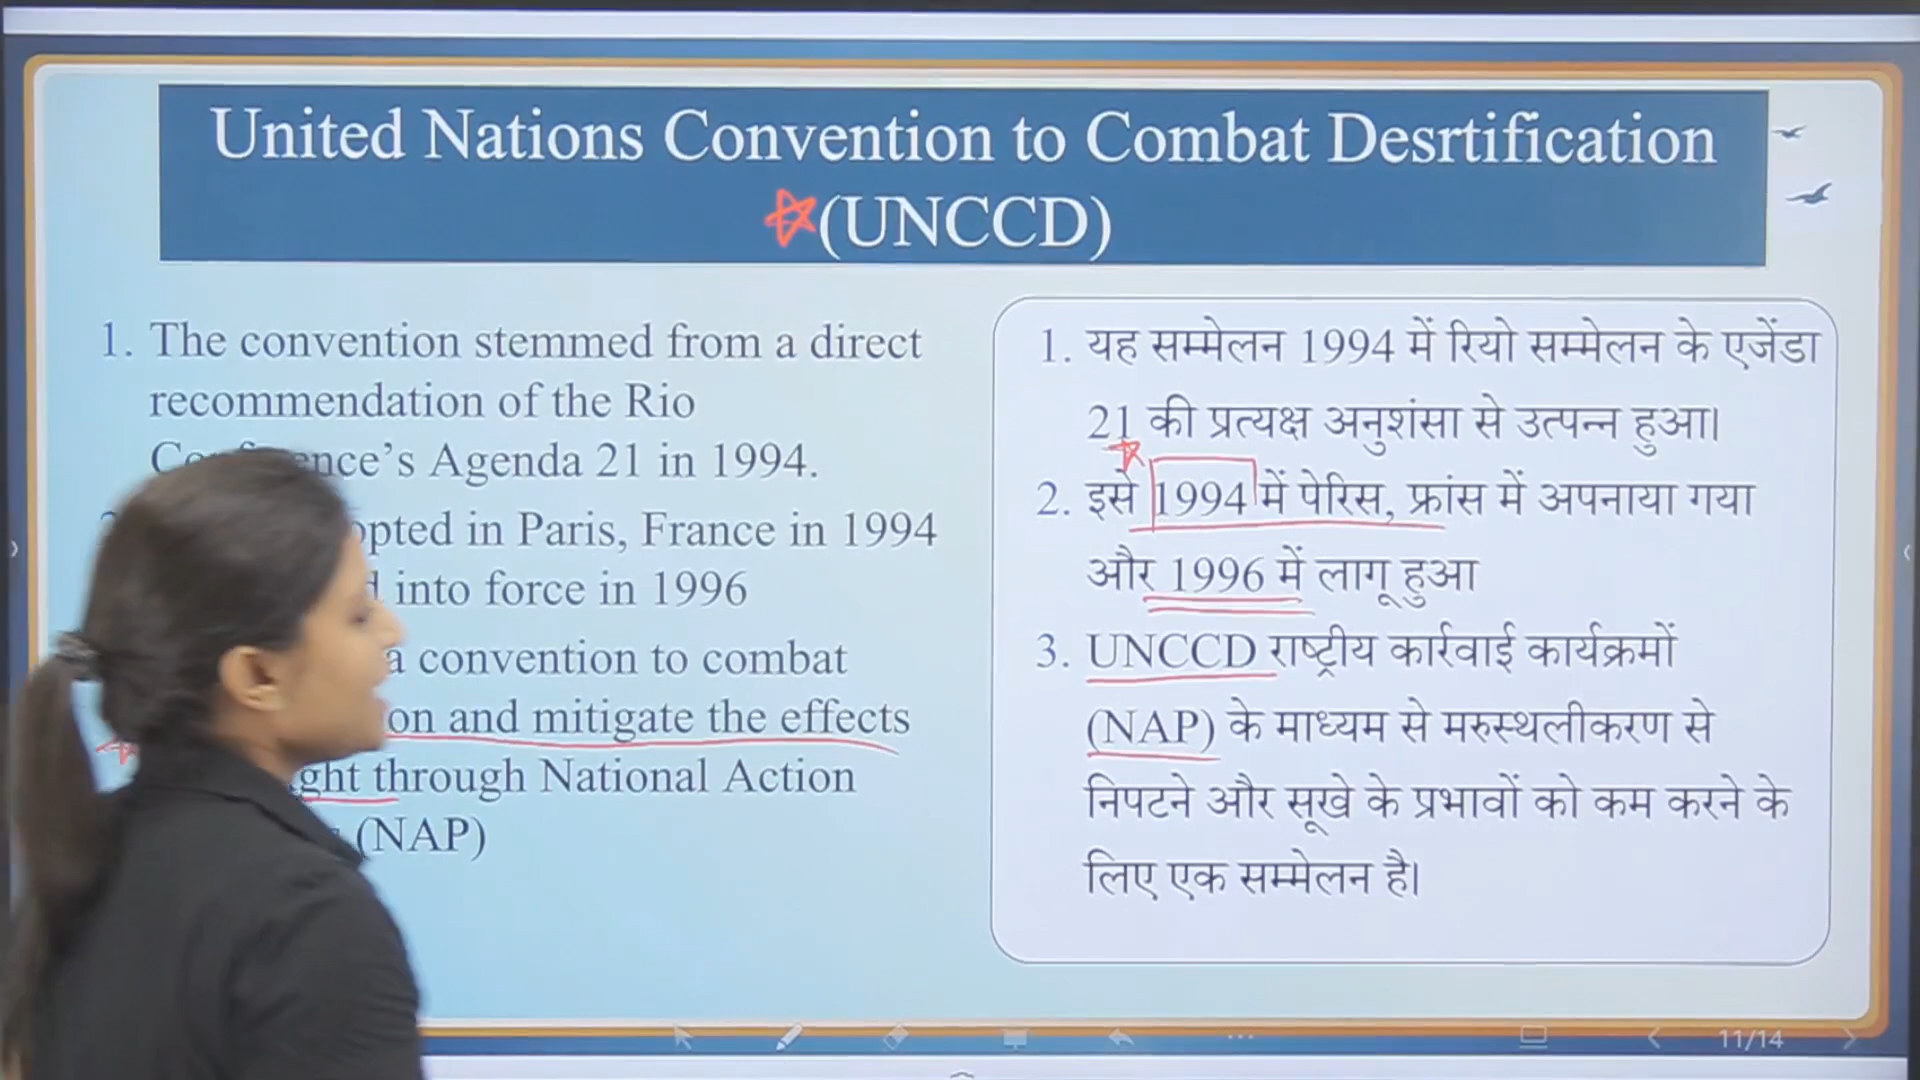 United Nations Convention to Combat Desrtification
(UNCCD)
1. The convention stemmed from a direct
recommendation of the Rio
Agenda 21 in 1994.
in Paris, France in 1994
into force in 1996
a convention to combat
and mitigate the effects
through National Action
(NAP)
1. यह सम्मेलन 1994 में रियो सम्मेलन के एजेंडा
21 की प्रत्यक्ष अनुशंसा से उत्पन्न हुआ।
2. इसे 1994 में पेरिस, फ्रांस में अपनाया गया
और 1996 में लागू हुआ
3. UNCCD राष्ट्रीय कार्रवाई कार्यक्रमों
(NAP) के माध्यम से मरुस्थलीकरण से
निपटने और सूखे के प्रभावों को कम करने के
लिए एक सम्मेलन है।
11/14